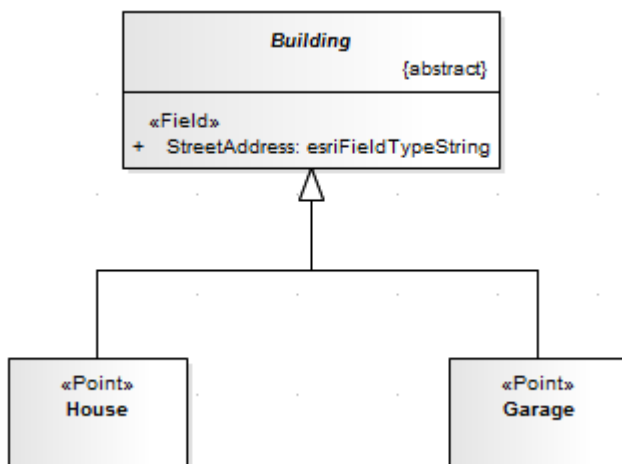 Building
{abstract}
«Field»
+ StreetAddress: esriFieldTypeString
«Point»
House
«Point»
Garage